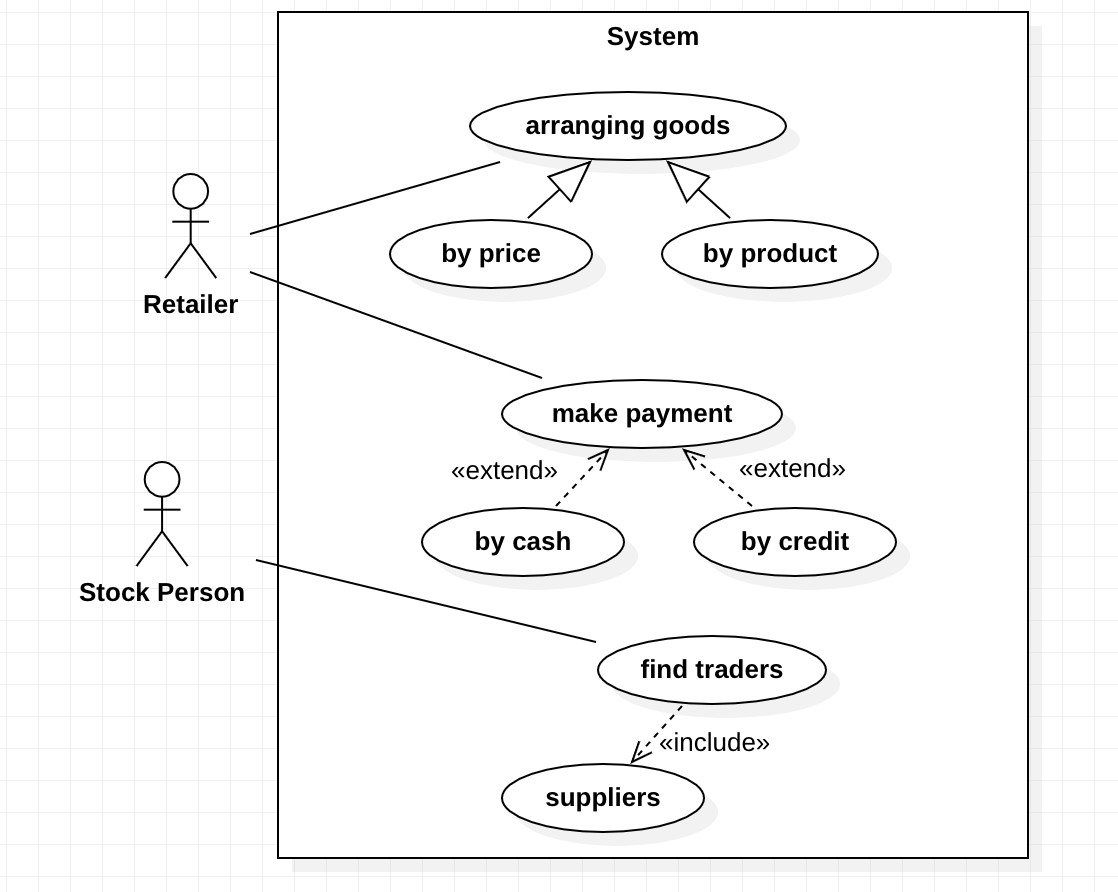 System
arranging goods
by price
by product
Retailer
make payment
«extend»
«extend»
by cash
by credit
Stock Person
find traders
«include»
suppliers